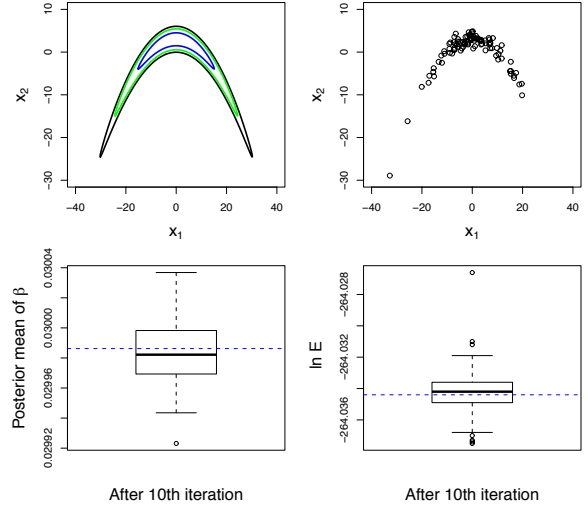 10
0
−10
−20
−30
x2
−40 −20 0 20 40
x1
10
0
−10
−20
−30
x2
−40 −20 0 20 40
x1
0.03004
0.03000
0.02996
0.02992
Posterior mean of β
After 10th iteration
−264.028
−264.032
−264.036
ln E
After 10th iteration